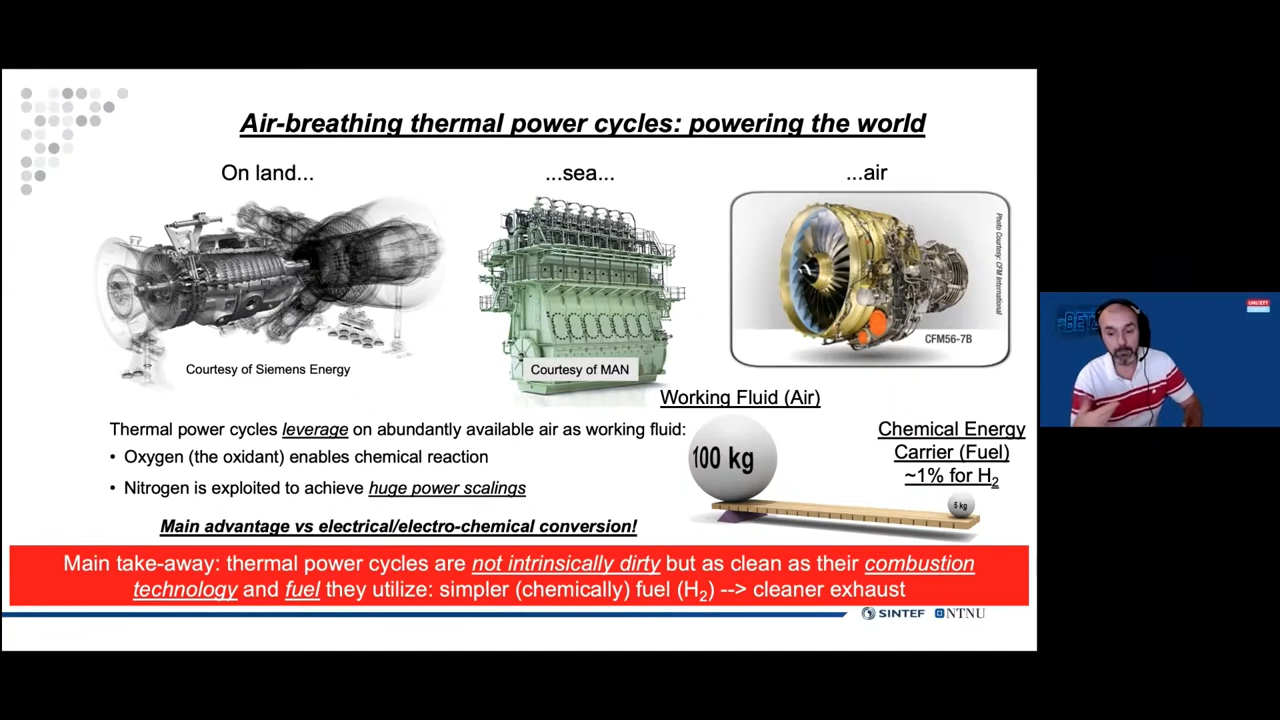 Air-breathing thermal power cycles: powering the world
On land...
...sea...
...air
Photo Courtesy: CFM International
CFM56-7B
Courtesy of Siemens Energy
Courtesy of MAN
Working Fluid (Air)
Thermal power cycles leverage on abundantly available air as working fluid:
• Oxygen (the oxidant) enables chemical reaction
• Nitrogen is exploited to achieve huge power scalings
Main advantage vs electrical/electro-chemical conversion!
100 kg
Chemical Energy
Carrier (Fuel)
~1% for H₂
5 kg
Main take-away: thermal power cycles are not intrinsically dirty but as clean as their combustion
technology and fuel they utilize: simpler (chemically) fuel (H₂) --> cleaner exhaust
SINTEF
NTNU